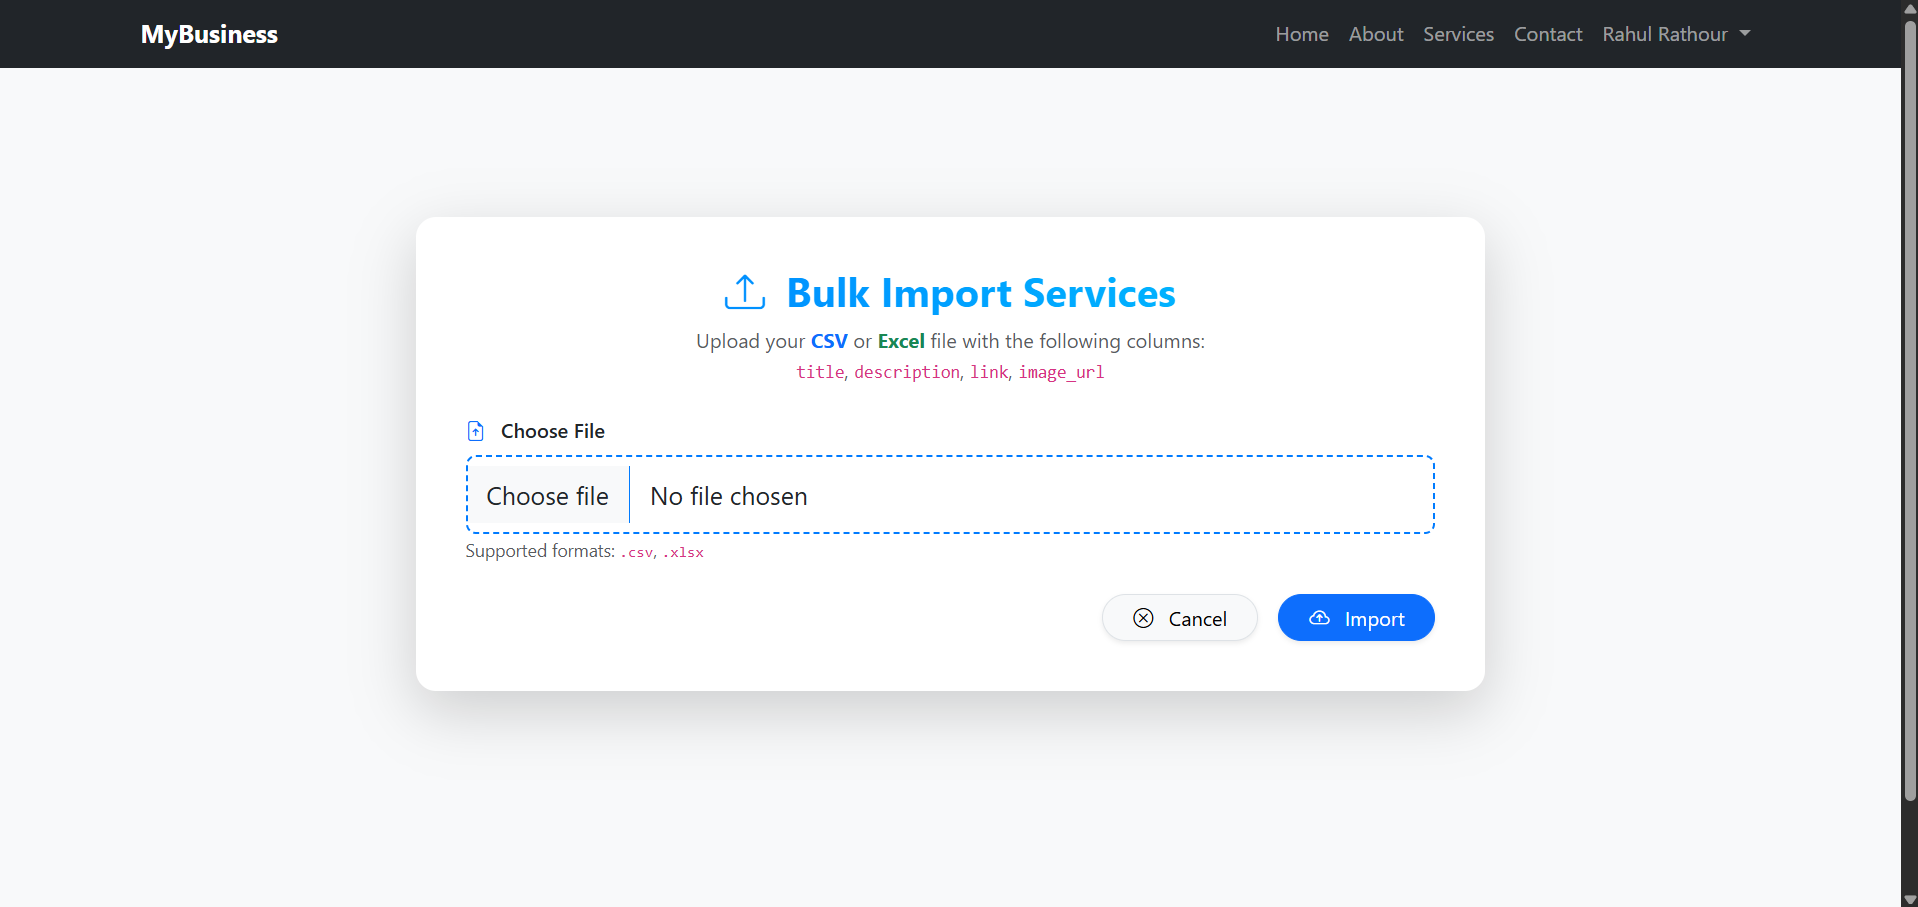 MyBusiness Home About Services Contact Rahul Rathour
Bulk Import Services
Upload your CSV or Excel file with the following columns:
title, description, link, image_url
Choose File
Choose file No file chosen
Supported formats: .csv, .xlsx
Cancel Import